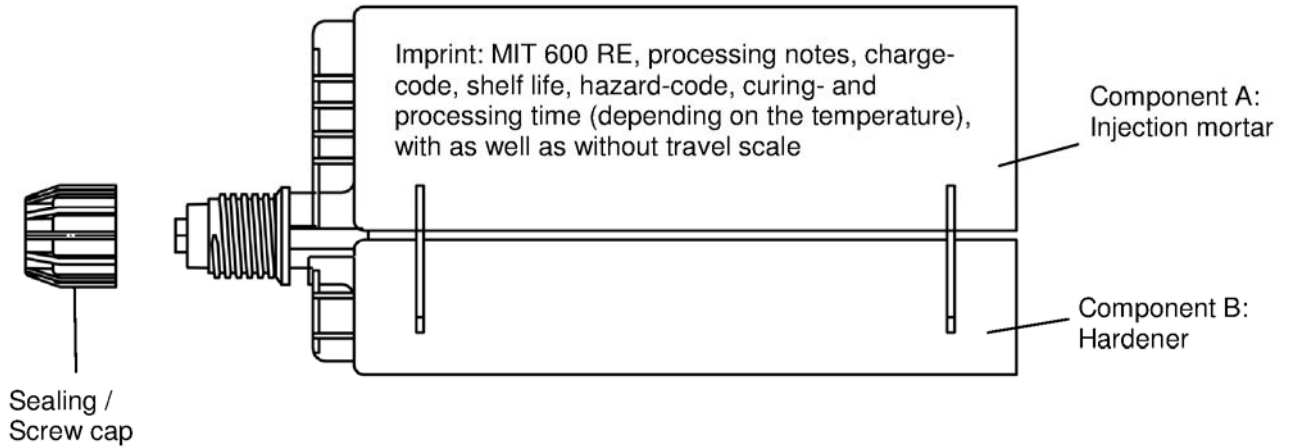 Imprint: MIT 600 RE, processing notes, charge-
code, shelf life, hazard-code, curing- and
processing time (depending on the temperature),
with as well as without travel scale
Component A:
Injection mortar
Component B:
Hardener
Sealing /
Screw cap